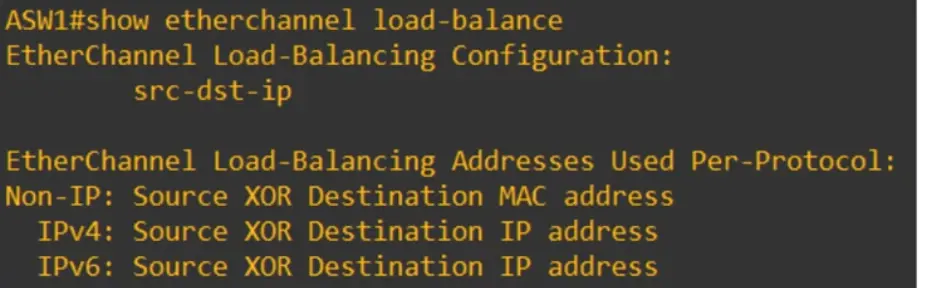 ASW1#show etherchannel load-balance
EtherChannel Load-Balancing Configuration:
        src-dst-ip

EtherChannel Load-Balancing Addresses Used Per-Protocol:
Non-IP: Source XOR Destination MAC address
  IPv4: Source XOR Destination IP address
  IPv6: Source XOR Destination IP address